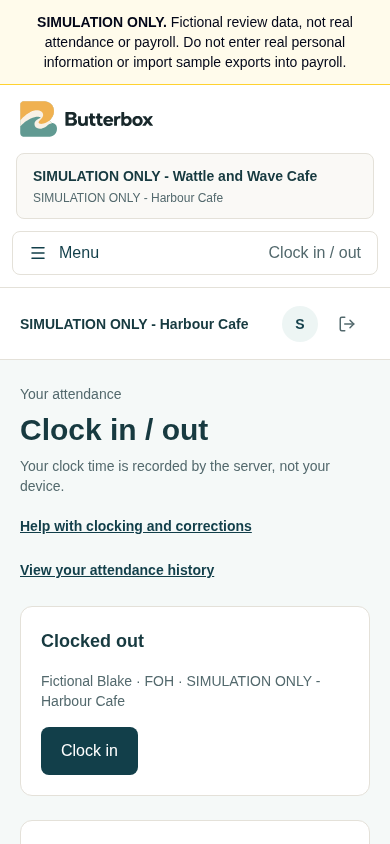 SIMULATION ONLY. Fictional review data, not real
attendance or payroll. Do not enter real personal
information or import sample exports into payroll.
Butterbox
SIMULATION ONLY - Wattle and Wave Cafe
SIMULATION ONLY - Harbour Cafe
Menu Clock in / out
SIMULATION ONLY - Harbour Cafe S
Your attendance
Clock in / out
Your clock time is recorded by the server, not your
device.
Help with clocking and corrections
View your attendance history
Clocked out
Fictional Blake · FOH · SIMULATION ONLY -
Harbour Cafe
Clock in